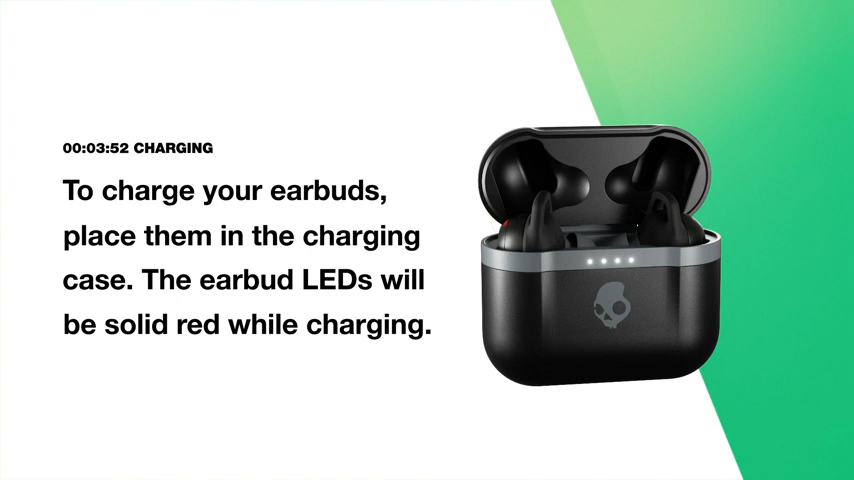 00:03:52 CHARGING
To charge your earbuds,
place them in the charging
case. The earbud LEDs will
be solid red while charging.